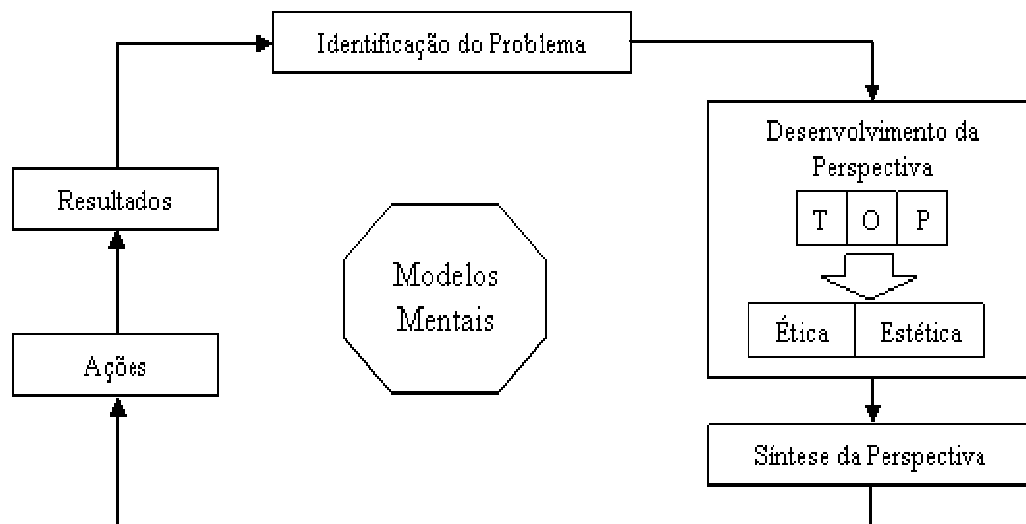 Identificação do Problema
Desenvolvimento da
Perspectiva
T O P
Ética Estética
Síntese da Perspectiva
Resultados
Ações
Modelos
Mentais